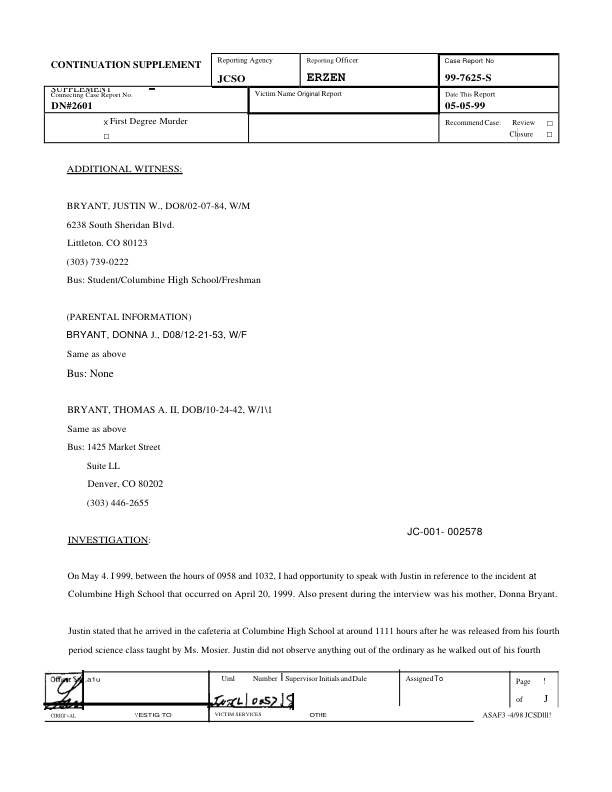 CONTINUATION SUPPLEMENT
Reporting Agency
JCSO
Reporting Officer
ERZEN
Case Report No
99-7625-S
SUPPLEMENT
Connecting Case Report No.
DN#2601
Victim Name Original Report
Date This Report
05-05-99
x First Degree Murder
☐
Recommend Case: Review ☐
Closure ☐
ADDITIONAL WITNESS:
BRYANT, JUSTIN W., DO8/02-07-84, W/M
6238 South Sheridan Blvd.
Littleton. CO 80123
(303) 739-0222
Bus: Student/Columbine High School/Freshman
(PARENTAL INFORMATION)
BRYANT, DONNA J., D08/12-21-53, W/F
Same as above
Bus: None
BRYANT, THOMAS A. II, DOB/10-24-42, W/1\1
Same as above
Bus: 1425 Market Street
Suite LL
Denver, CO 80202
(303) 446-2655
JC-001- 002578
INVESTIGATION:
On May 4. I 999, between the hours of 0958 and 1032, I had opportunity to speak with Justin in reference to the incident at
Columbine High School that occurred on April 20, 1999. Also present during the interview was his mother, Donna Bryant.
Justin stated that he arrived in the cafeteria at Columbine High School at around 1111 hours after he was released from his fourth
period science class taught by Ms. Mosier. Justin did not observe anything out of the ordinary as he walked out of his fourth
Officer
Uml Number Supervisor Initials and Date
Assigned To
Page !
of J
VESTIG TO
VICTIM SERVICES
OTHE
ASAF3 -4/98 JCSDlll!